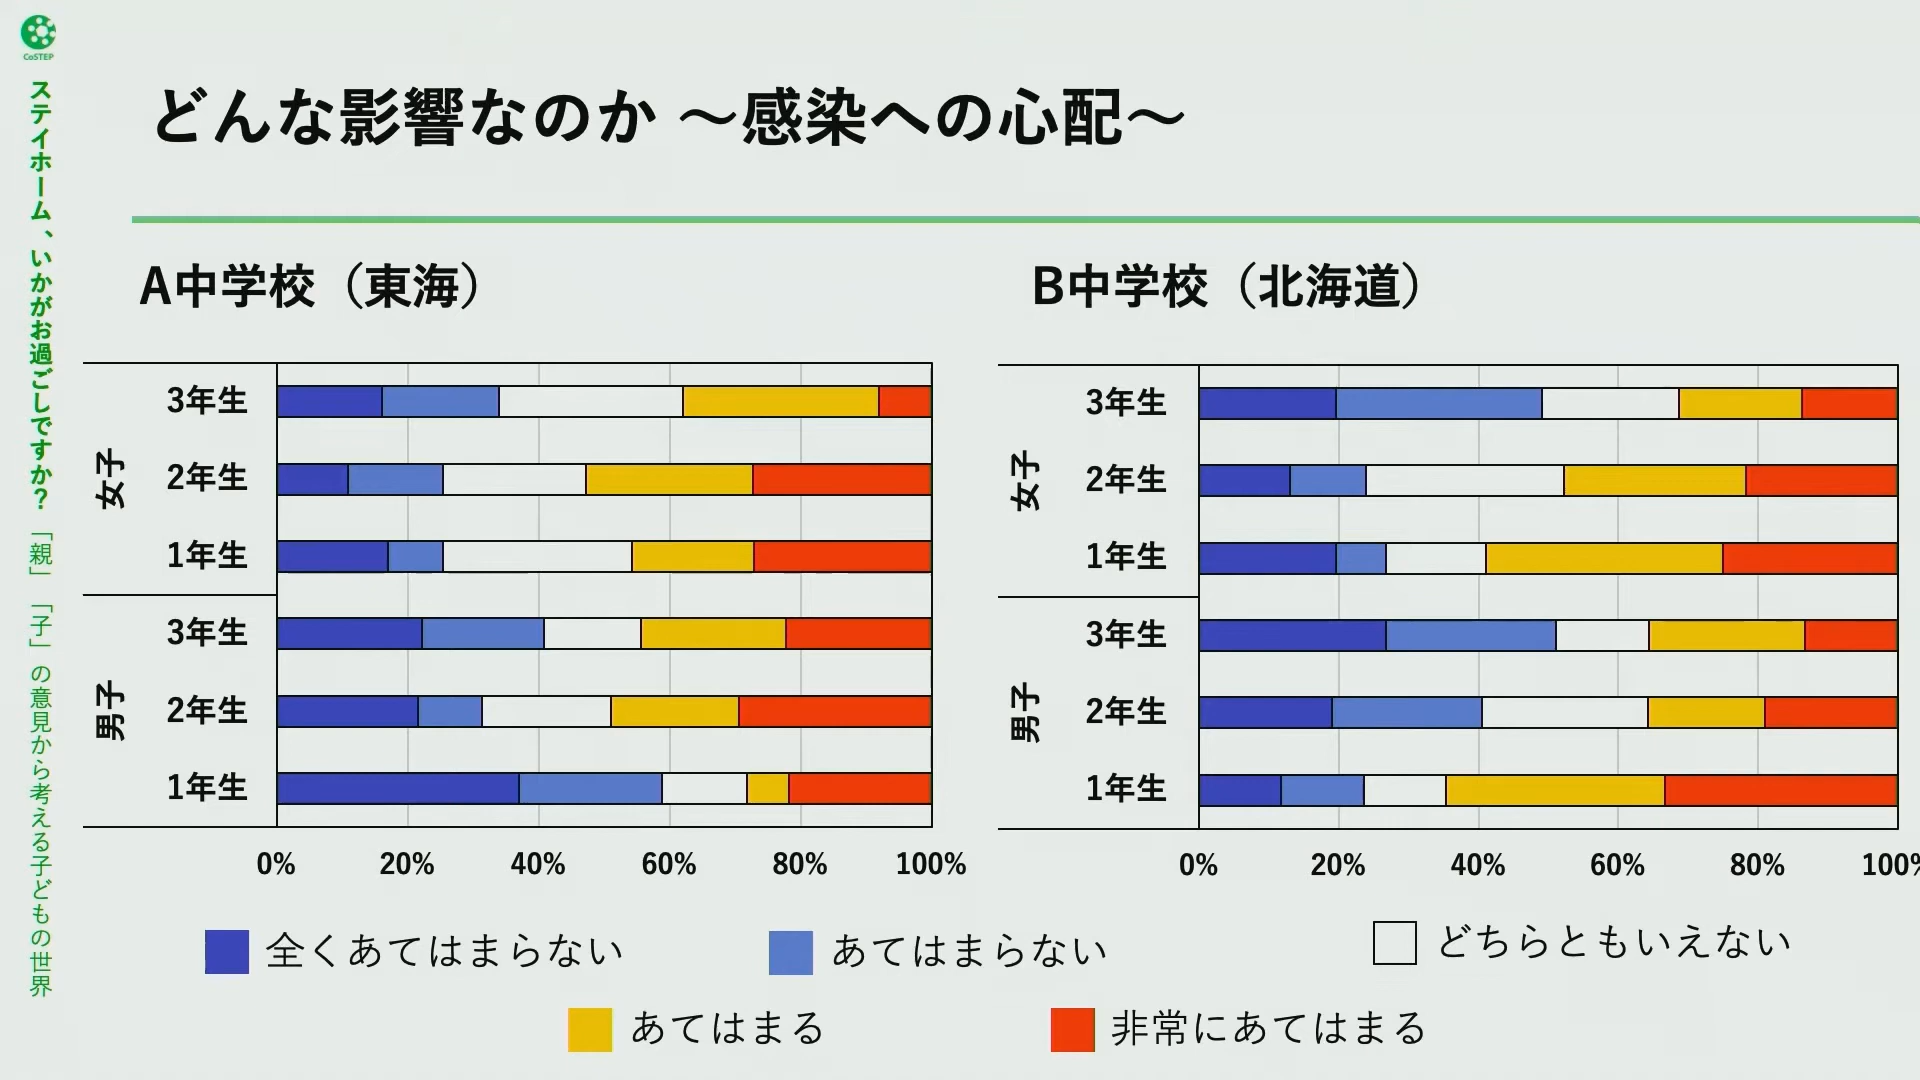 CoSTEP
ステイホーム、いかがお過ごしですか？「親」「子」の意見から考える子どもの世界
どんな影響なのか ～感染への心配～
A中学校（東海）
女子
3年生
2年生
1年生
男子
3年生
2年生
1年生
0% 20% 40% 60% 80% 100%
B中学校（北海道）
女子
3年生
2年生
1年生
男子
3年生
2年生
1年生
0% 20% 40% 60% 80% 100%
全くあてはまらない
あてはまらない
どちらともいえない
あてはまる
非常にあてはまる